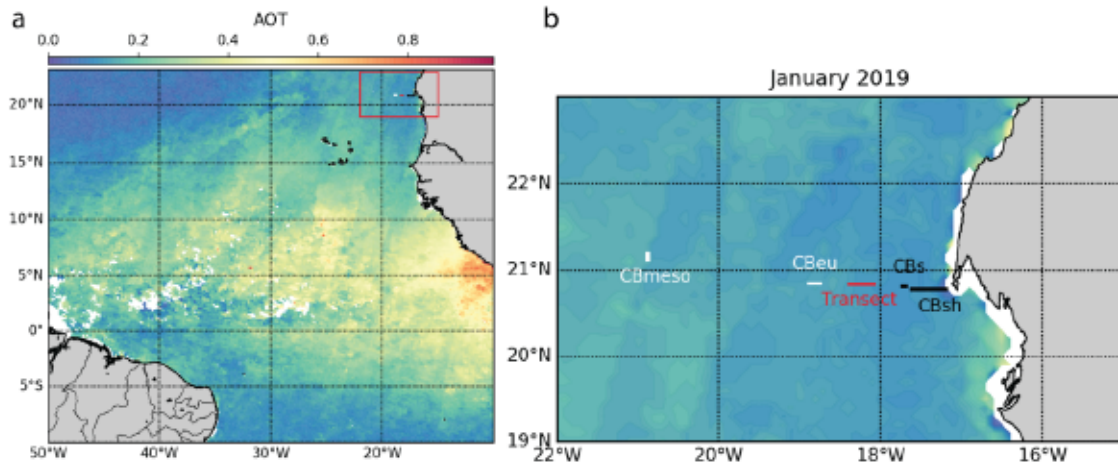 a
AOT
0.0 0.2 0.4 0.6 0.8
20°N
15°N
10°N
5°N
0°
5°S
50°W 40°W 30°W 20°W
b
January 2019
22°N
21°N
20°N
19°N
CBmeso
CBeu
Transect
CBs
CBsh
22°W 20°W 18°W 16°W